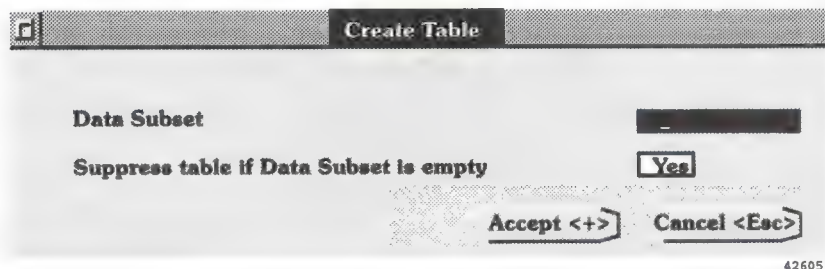 Create Table
Data Subset
Suppress table if Data Subset is empty Yes
Accept <+> Cancel <Esc>
42605